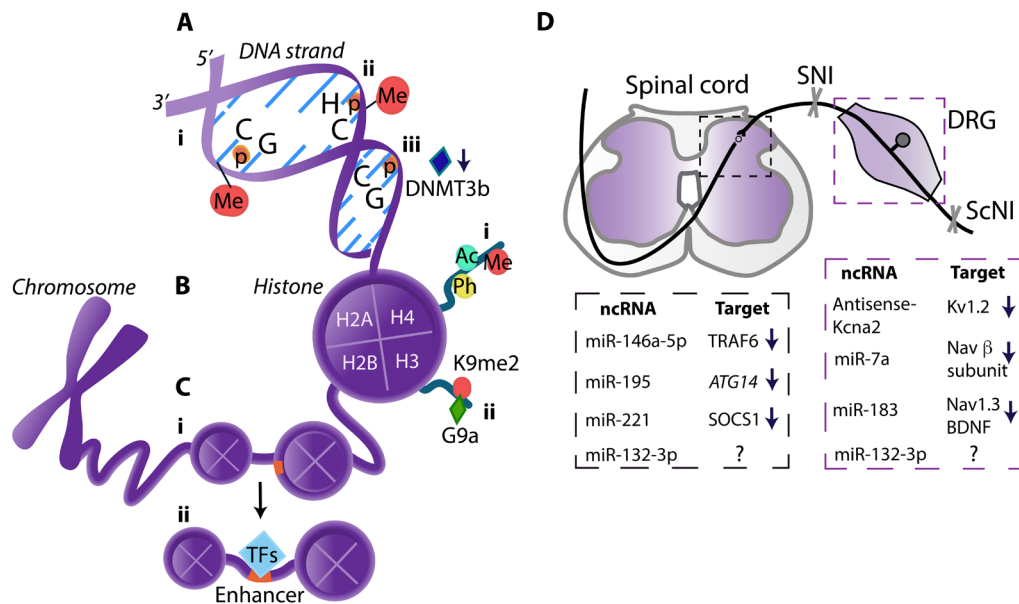 A
DNA strand
5′
3′
ii
Me
H
p
C
i
C
p
G
Me
iii
p
C
G
DNMT3b
B
Chromosome
Histone
i
Ac
Me
Ph
H2A
H4
H2B
H3
K9me2
ii
G9a
C
i
ii
TFs
Enhancer
D
Spinal cord
SNI
DRG
ScNI
ncRNA Target
miR-146a-5p TRAF6
miR-195 ATG14
miR-221 SOCS1
miR-132-3p ?
ncRNA Target
Antisense- Kv1.2
Kcna2
miR-7a Nav β
subunit
miR-183 Nav1.3
BDNF
miR-132-3p ?